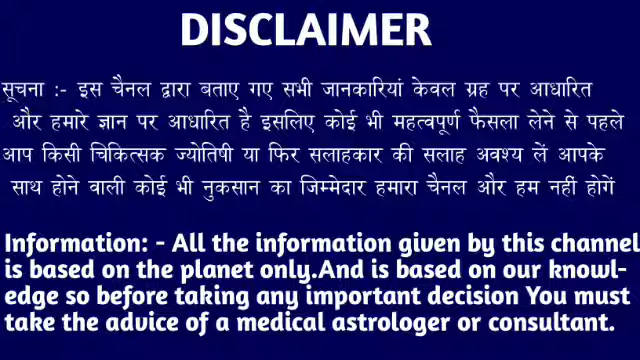 DISCLAIMER
सूचना :- इस चैनल द्वारा बताए गए सभी जानकारियां केवल ग्रह पर आधारित
और हमारे ज्ञान पर आधारित है इसलिए कोई भी महत्वपूर्ण फैसला लेने से पहले
आप किसी चिकित्सक ज्योतिषी या फिर सलाहकार की सलाह अवश्य लें आपके
साथ होने वाली कोई भी नुकसान का जिम्मेदार हमारा चैनल और हम नहीं होगें
Information: - All the information given by this channel
is based on the planet only.And is based on our knowl-
edge so before taking any important decision You must
take the advice of a medical astrologer or consultant.